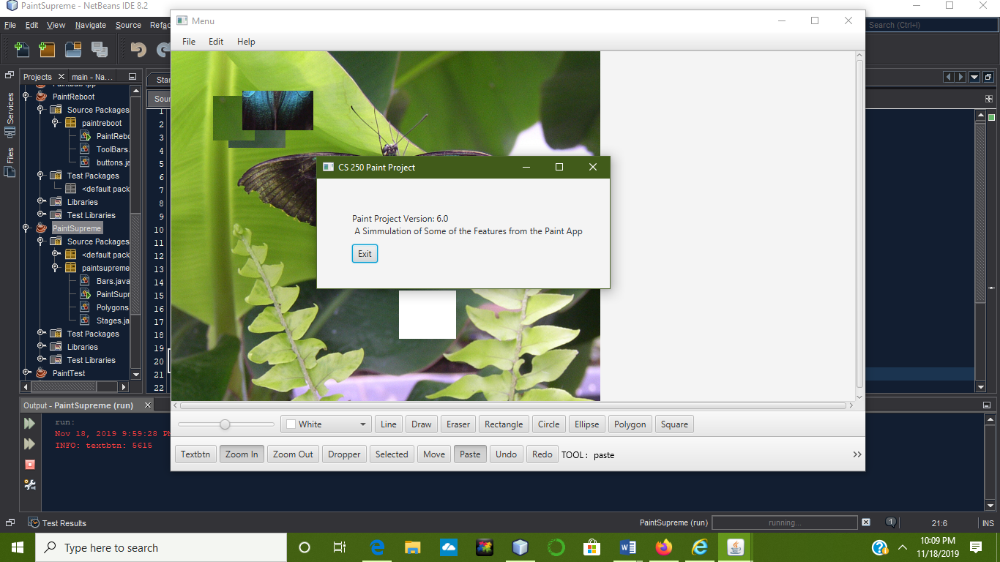 PaintSupreme - NetBeans IDE 8.2
File Edit View Navigate Source Refac
Search (Ctrl+I)
Menu
File Edit Help
Projects
main - Na...
Star
Services
Files
PaintReboot
Source Packages
paintreboot
PaintRebo
ToolBars.
buttons.ja
Test Packages
<default pack
Libraries
Test Libraries
PaintSupreme
Source Packages
<default pack
paintsupreme
Bars.java
PaintSupr
Polygons.
Stages.ja
Test Packages
Libraries
Test Libraries
PaintTest
Sour
1
2
3
4
5
6
7
8
9
10
11
12
13
14
15
16
17
18
19
20
21
22
CS 250 Paint Project
Paint Project Version: 6.0
A Simmulation of Some of the Features from the Paint App
Exit
White Line Draw Eraser Rectangle Circle Ellipse Polygon Square
Textbtn Zoom In Zoom Out Dropper Selected Move Paste Undo Redo TOOL: paste
Output - PaintSupreme (run)
run:
Nov 18, 2019 9:59:28 PM
INFO: textbtn: 5615
Test Results
PaintSupreme (run)
running...
1
21:6
INS
Type here to search
10:09 PM
11/18/2019